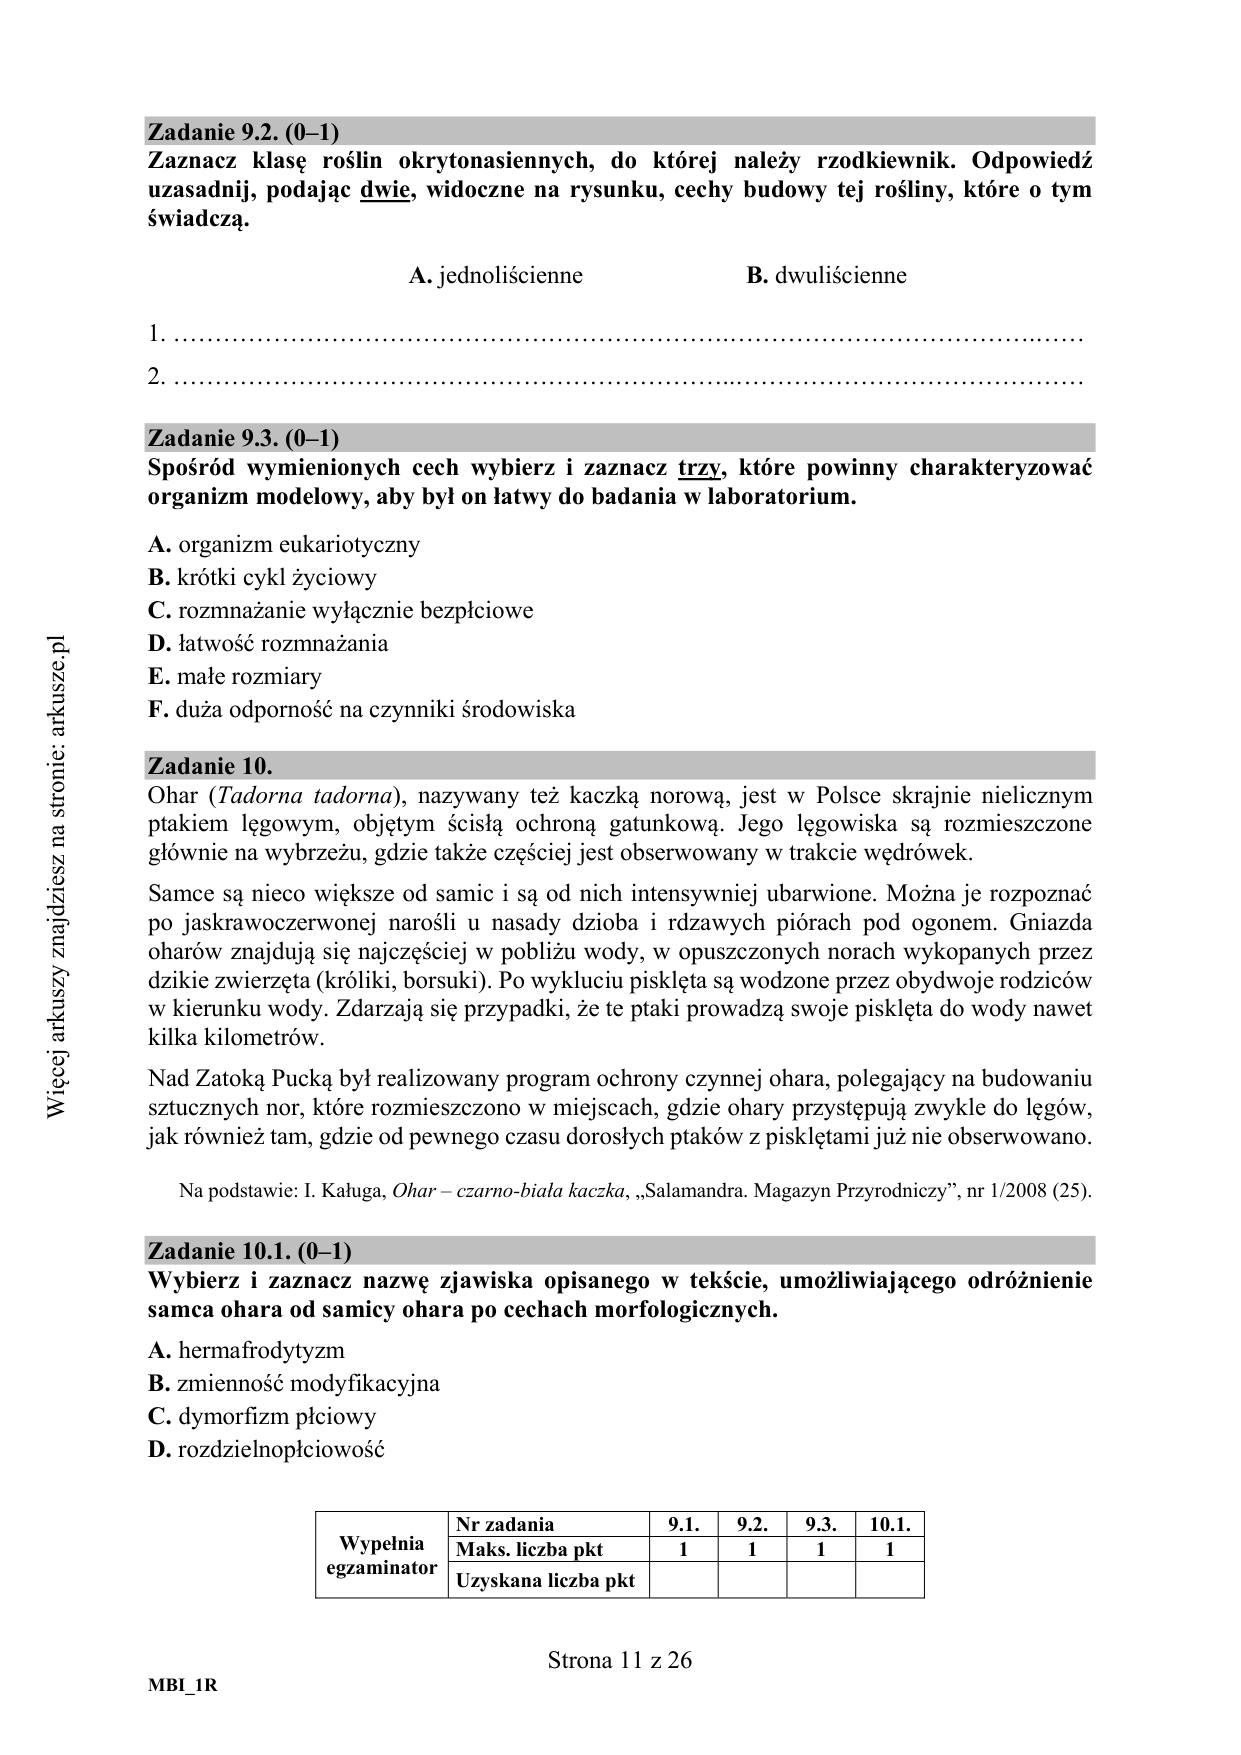 Zadanie 9.2. (0–1)
Zaznacz klasę roślin okrytonasiennych, do której należy rzodkiewnik. Odpowiedź
uzasadnij, podając dwie, widoczne na rysunku, cechy budowy tej rośliny, które o tym
świadczą.
A. jednoliścienne B. dwuliścienne
1. ………………………………………………………….……………………………….……
2. …………………………………………………………..……………………………………
Zadanie 9.3. (0–1)
Spośród wymienionych cech wybierz i zaznacz trzy, które powinny charakteryzować
organizm modelowy, aby był on łatwy do badania w laboratorium.
A. organizm eukariotyczny
B. krótki cykl życiowy
C. rozmnażanie wyłącznie bezpłciowe
D. łatwość rozmnażania
E. małe rozmiary
F. duża odporność na czynniki środowiska
Zadanie 10.
Ohar (Tadorna tadorna), nazywany też kaczką norową, jest w Polsce skrajnie nielicznym
ptakiem lęgowym, objętym ścisłą ochroną gatunkową. Jego lęgowiska są rozmieszczone
głównie na wybrzeżu, gdzie także częściej jest obserwowany w trakcie wędrówek.
Samce są nieco większe od samic i są od nich intensywniej ubarwione. Można je rozpoznać
po jaskrawoczerwonej narośli u nasady dzioba i rdzawych piórach pod ogonem. Gniazda
oharów znajdują się najczęściej w pobliżu wody, w opuszczonych norach wykopanych przez
dzikie zwierzęta (króliki, borsuki). Po wykluciu pisklęta są wodzone przez obydwoje rodziców
w kierunku wody. Zdarzają się przypadki, że te ptaki prowadzą swoje pisklęta do wody nawet
kilka kilometrów.
Nad Zatoką Pucką był realizowany program ochrony czynnej ohara, polegający na budowaniu
sztucznych nor, które rozmieszczono w miejscach, gdzie ohary przystępują zwykle do lęgów,
jak również tam, gdzie od pewnego czasu dorosłych ptaków z pisklętami już nie obserwowano.
Na podstawie: I. Kaługa, Ohar – czarno-biała kaczka, „Salamandra. Magazyn Przyrodniczy”, nr 1/2008 (25).
Zadanie 10.1. (0–1)
Wybierz i zaznacz nazwę zjawiska opisanego w tekście, umożliwiającego odróżnienie
samca ohara od samicy ohara po cechach morfologicznych.
A. hermafrodytyzm
B. zmienność modyfikacyjna
C. dymorfizm płciowy
D. rozdzielnopłciowość
Wypełnia
egzaminator
Nr zadania 9.1. 9.2. 9.3. 10.1.
Maks. liczba pkt 1 1 1 1
Uzyskana liczba pkt
Strona 11 z 26
MBI_1R
Więcej arkuszy znajdziesz na stronie: arkusze.pl